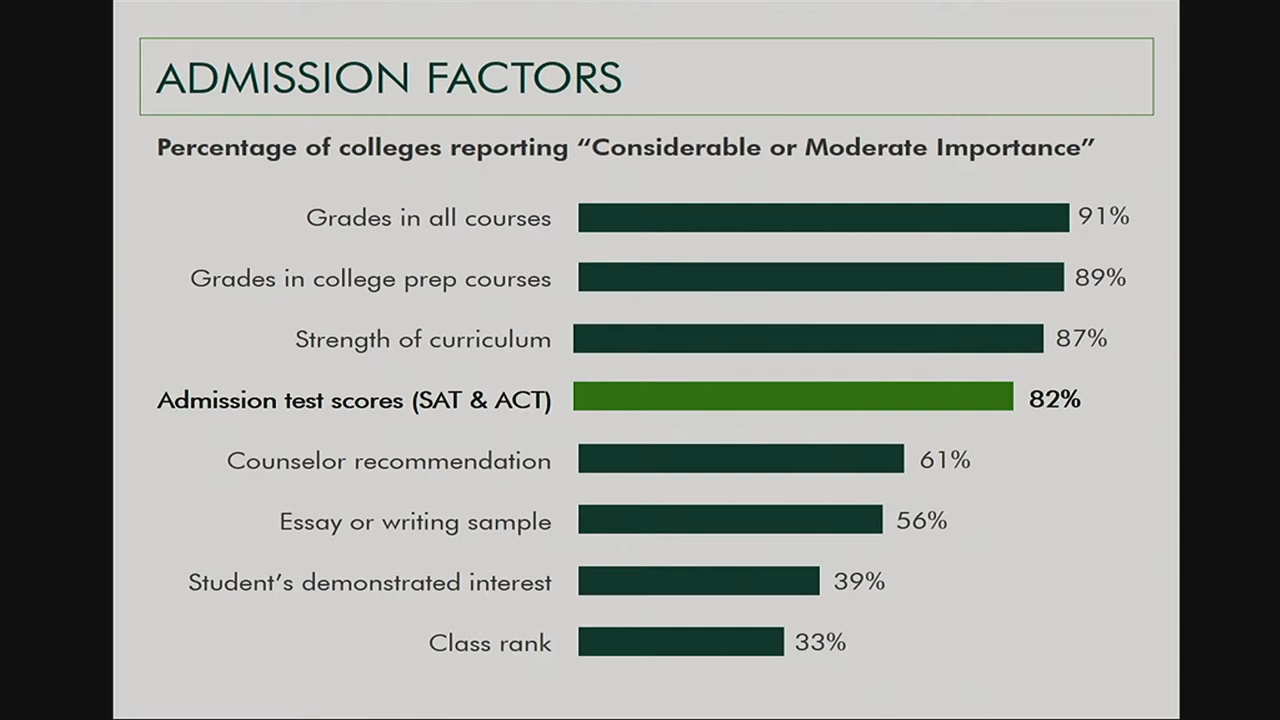 ADMISSION FACTORS
Percentage of colleges reporting “Considerable or Moderate Importance”
Grades in all courses 91%
Grades in college prep courses 89%
Strength of curriculum 87%
Admission test scores (SAT & ACT) 82%
Counselor recommendation 61%
Essay or writing sample 56%
Student’s demonstrated interest 39%
Class rank 33%